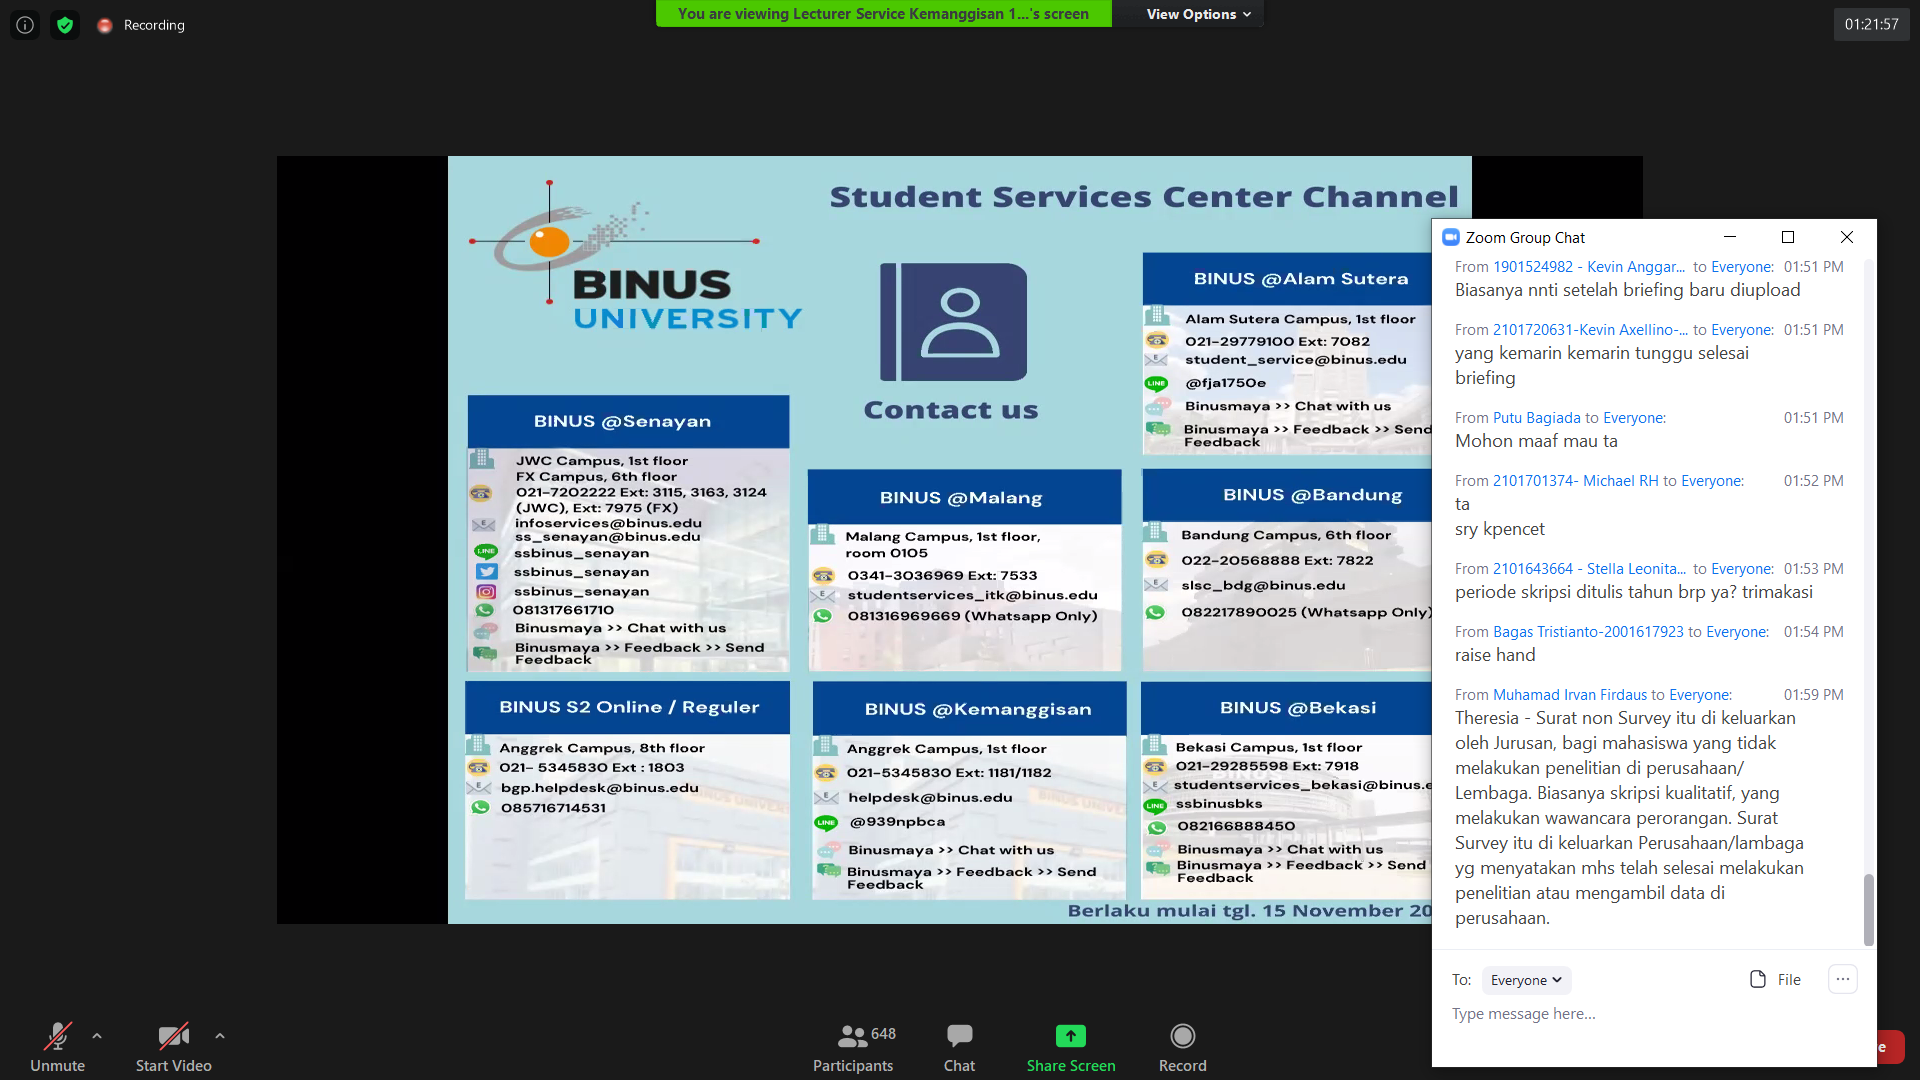 Recording
You are viewing Lecturer Service Kemanggisan 1...'s screen
View Options
01:21:57
BINUS
UNIVERSITY
Student Services Center Channel
Contact us
BINUS @Alam Sutera
Alam Sutera Campus, 1st floor
021-29779100 Ext: 7082
student_service@binus.edu
LINE
@fja1750e
Binusmaya >> Chat with us
Binusmaya >> Feedback >> Send
Feedback
BINUS @Senayan
JWC Campus, 1st floor
FX Campus, 6th floor
021-7202222 Ext: 3115, 3163, 3124
(JWC), Ext: 7975 (FX)
infoservices@binus.edu
ss_senayan@binus.edu
LINE
ssbinus_senayan
ssbinus_senayan
ssbinus_senayan
081317661710
Binusmaya >> Chat with us
Binusmaya >> Feedback >> Send
Feedback
BINUS @Malang
Malang Campus, 1st floor,
room 0105
0341-3036969 Ext: 7533
studentservices_itk@binus.edu
081316969669 (Whatsapp Only)
BINUS @Bandung
Bandung Campus, 6th floor
022-20568888 Ext: 7822
slsc_bdg@binus.edu
082217890025 (Whatsapp Only)
BINUS S2 Online / Reguler
Anggrek Campus, 8th floor
021- 5345830 Ext : 1803
bgp.helpdesk@binus.edu
085716714531
BINUS @Kemanggisan
Anggrek Campus, 1st floor
021-5345830 Ext: 1181/1182
helpdesk@binus.edu
LINE
@939npbca
Binusmaya >> Chat with us
Binusmaya >> Feedback >> Send
Feedback
BINUS @Bekasi
Bekasi Campus, 1st floor
021-29285598 Ext: 7918
studentservices_bekasi@binus.e
LINE
ssbinusbks
082166888450
Binusmaya >> Chat with us
Binusmaya >> Feedback >> Send
Feedback
Berlaku mulai tgl. 15 November 20
Zoom Group Chat
From 1901524982 - Kevin Anggar... to Everyone: 01:51 PM
Biasanya nnti setelah briefing baru diupload
From 2101720631-Kevin Axellino-... to Everyone: 01:51 PM
yang kemarin kemarin tunggu selesai
briefing
From Putu Bagiada to Everyone: 01:51 PM
Mohon maaf mau ta
From 2101701374- Michael RH to Everyone: 01:52 PM
ta
sry kpencet
From 2101643664 - Stella Leonita... to Everyone: 01:53 PM
periode skripsi ditulis tahun brp ya? trimakasi
From Bagas Tristianto-2001617923 to Everyone: 01:54 PM
raise hand
From Muhamad Irvan Firdaus to Everyone: 01:59 PM
Theresia - Surat non Survey itu di keluarkan
oleh Jurusan, bagi mahasiswa yang tidak
melakukan penelitian di perusahaan/
Lembaga. Biasanya skripsi kualitatif, yang
melakukan wawancara perorangan. Surat
Survey itu di keluarkan Perusahaan/lambaga
yg menyatakan mhs telah selesai melakukan
penelitian atau mengambil data di
perusahaan.
To: Everyone
File
Type message here...
Unmute
Start Video
648
Participants
Chat
Share Screen
Record
e